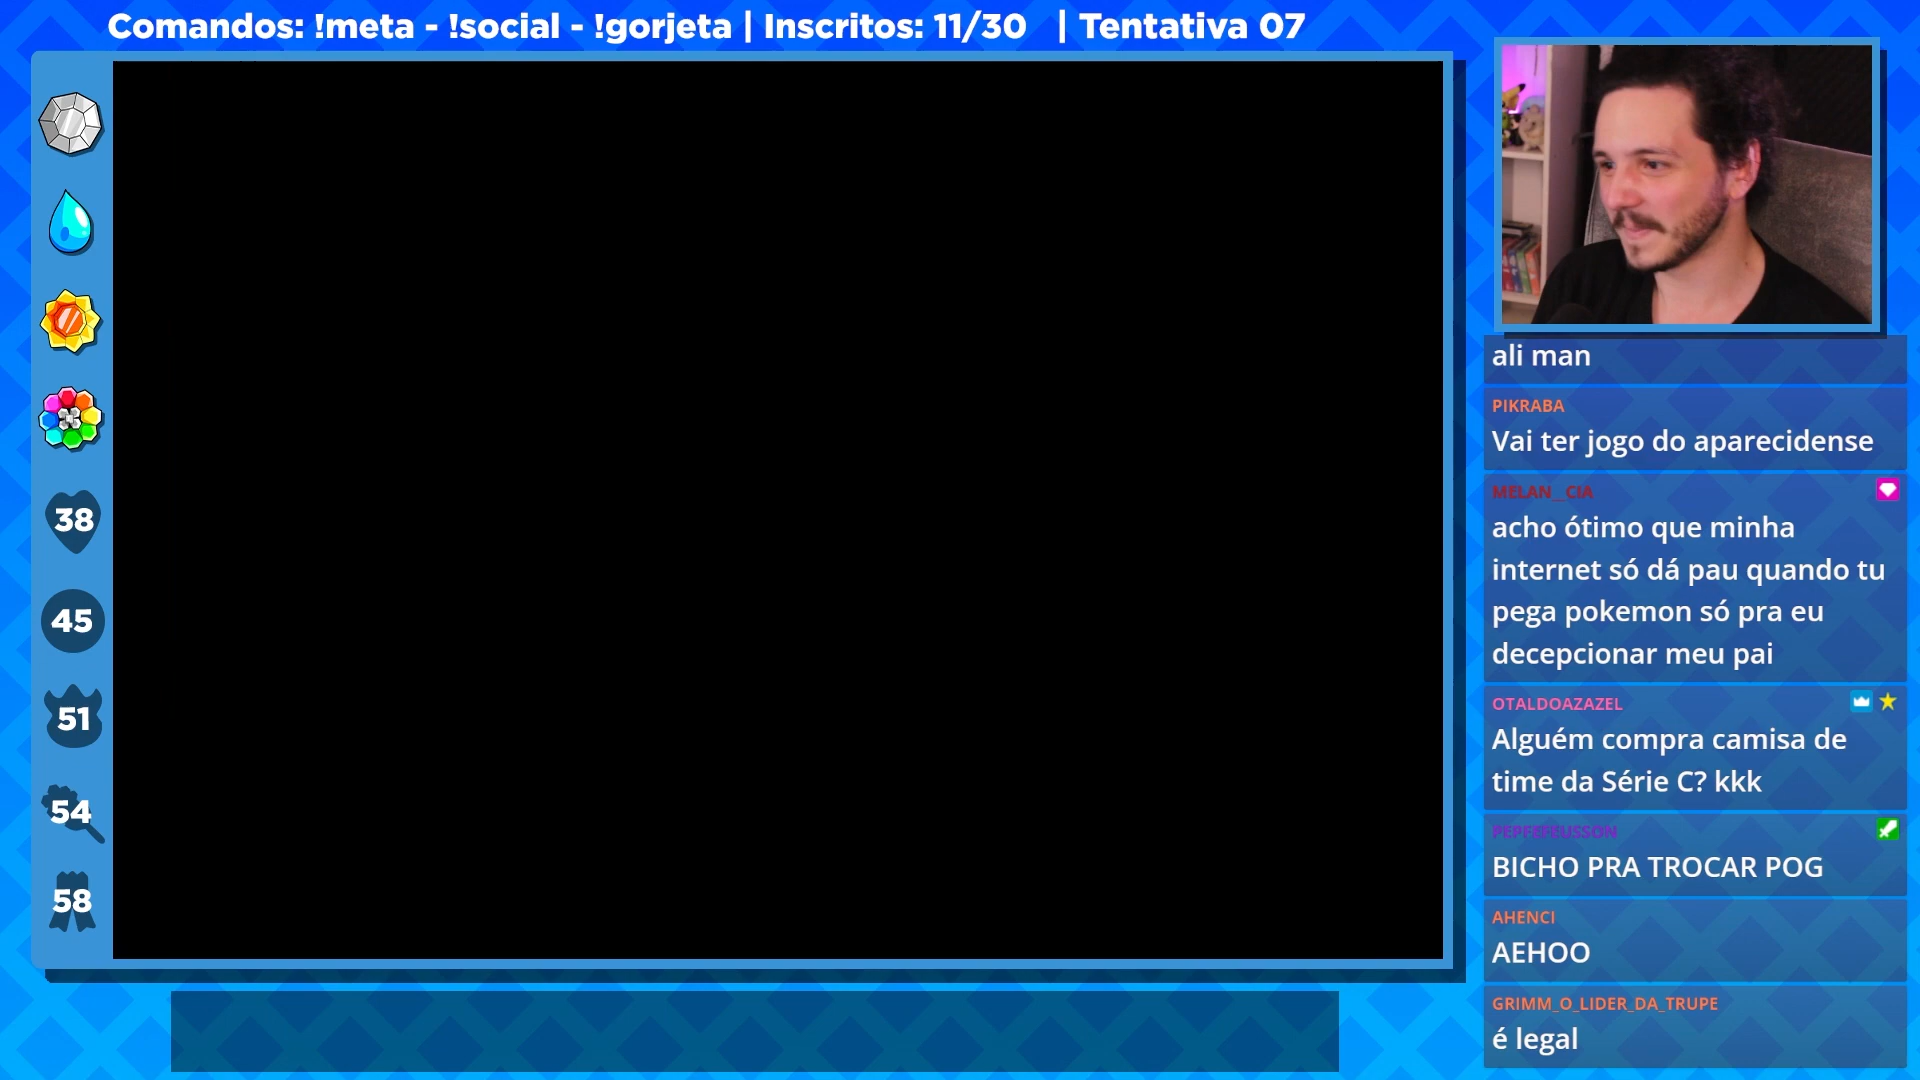 Comandos: !meta - !social - !gorjeta | Inscritos: 11/30 | Tentativa 07
38
45
51
54
58
ali man
PIKRABA
Vai ter jogo do aparecidense
MELAN__CIA
acho ótimo que minha
internet só dá pau quando tu
pega pokemon só pra eu
decepcionar meu pai
OTALDOAZAZEL
Alguém compra camisa de
time da Série C? kkk
PEPFEFEUSSON
BICHO PRA TROCAR POG
AHENCI
AEHOO
GRIMM_O_LIDER_DA_TRUPE
é legal